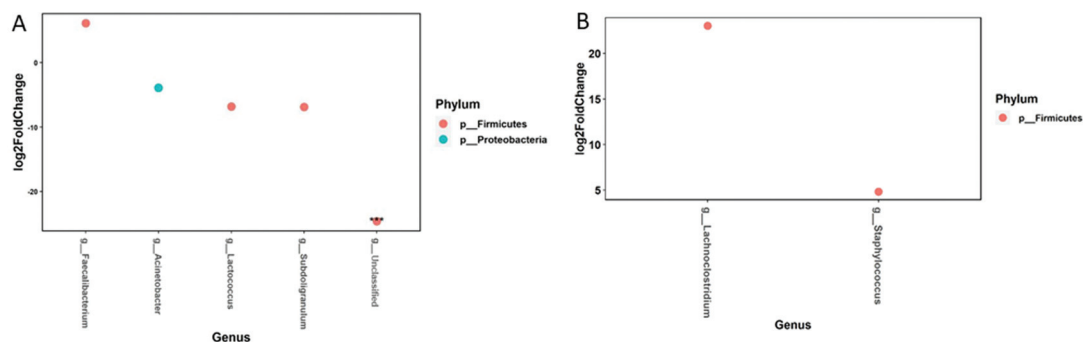 A
log2FoldChange
0
-10
-20
***
g__Faecalibacterium
g__Acinetobacter
g__Lactococcus
g__Subdoligranulum
g__Unclassified
Genus
Phylum
p__Firmicutes
p__Proteobacteria
B
log2FoldChange
20
15
10
5
g__Lachnoclostridium
g__Staphylococcus
Genus
Phylum
p__Firmicutes